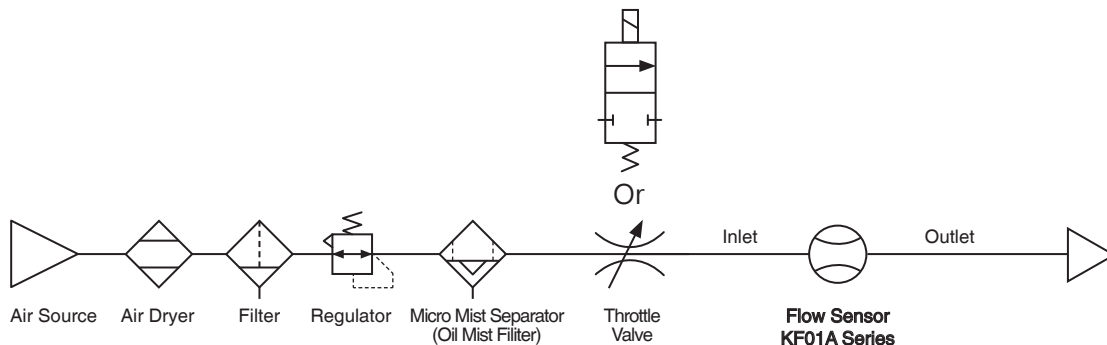 Or
Inlet
Outlet
Air Source
Air Dryer
Filter
Regulator
Micro Mist Separator
(Oil Mist Filiter)
Throttle
Valve
Flow Sensor
KF01A Series